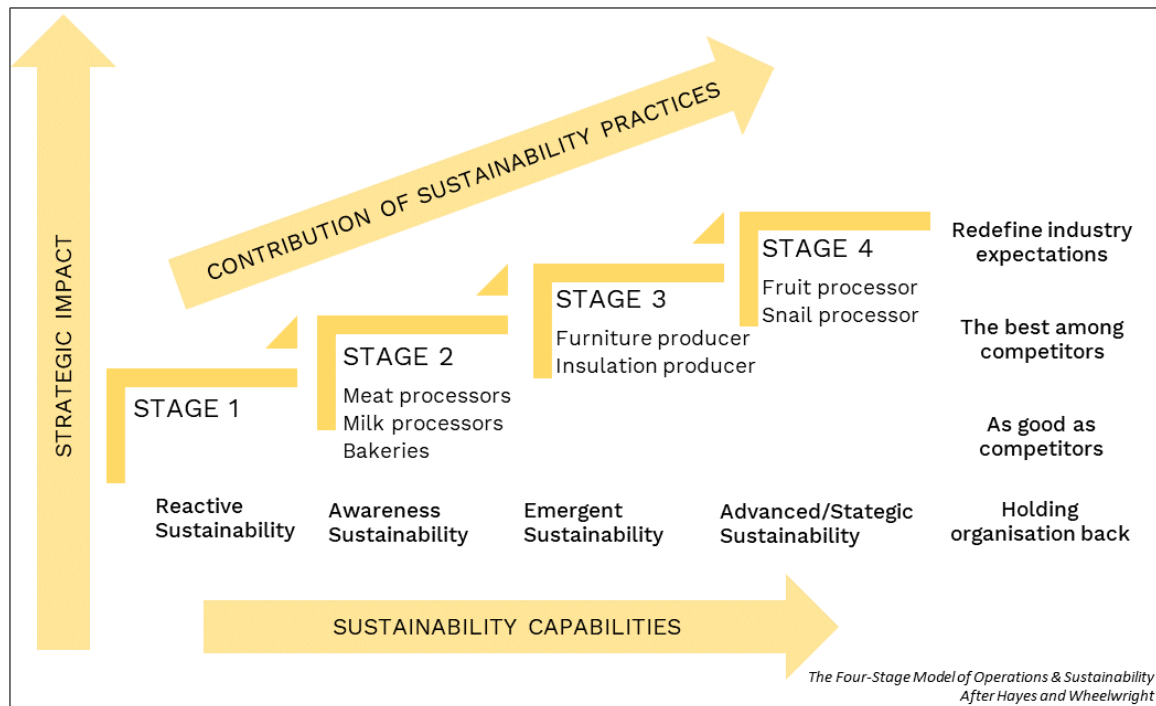 STRATEGIC IMPACT
CONTRIBUTION OF SUSTAINABILITY PRACTICES
STAGE 1
STAGE 2
Meat processors
Milk processors
Bakeries
STAGE 3
Furniture producer
Insulation producer
STAGE 4
Fruit processor
Snail processor
Redefine industry
expectations
The best among
competitors
As good as
competitors
Holding
organisation back
Reactive
Sustainability
Awareness
Sustainability
Emergent
Sustainability
Advanced/Stategic
Sustainability
SUSTAINABILITY CAPABILITIES
The Four-Stage Model of Operations & Sustainability
After Hayes and Wheelwright